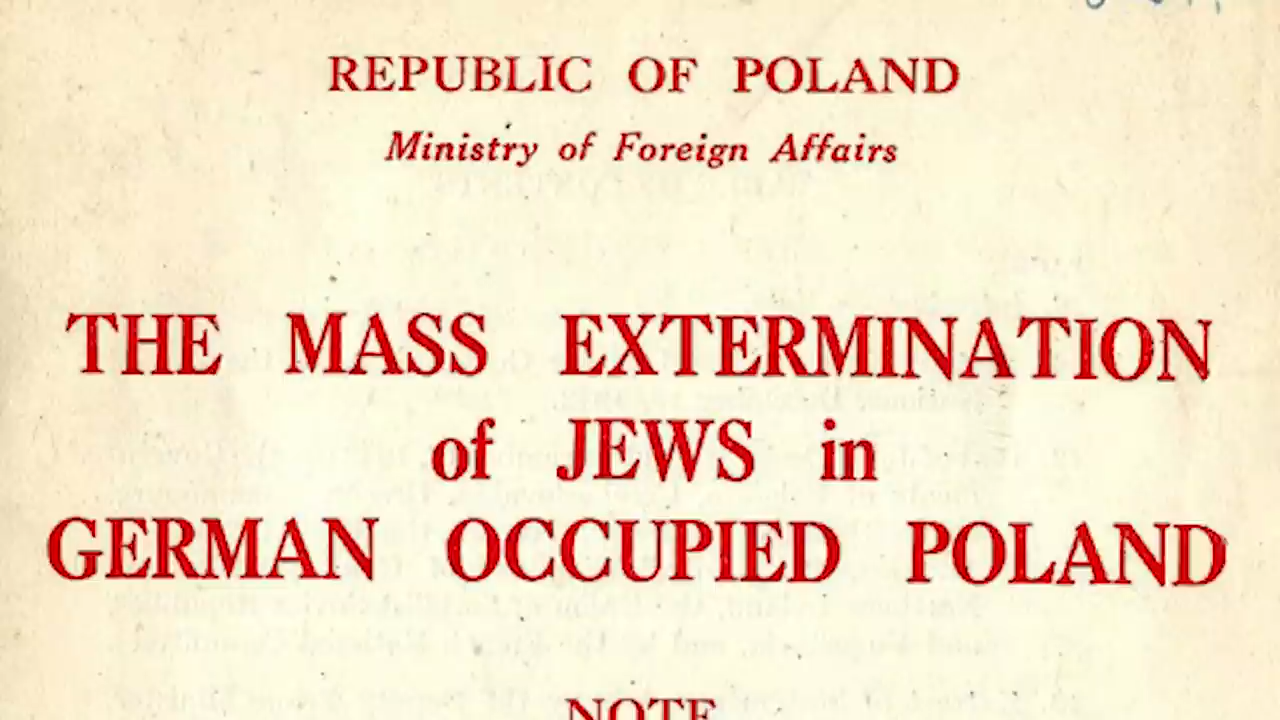 REPUBLIC OF POLAND
Ministry of Foreign Affairs
THE MASS EXTERMINATION
of JEWS in
GERMAN OCCUPIED POLAND
NOTE